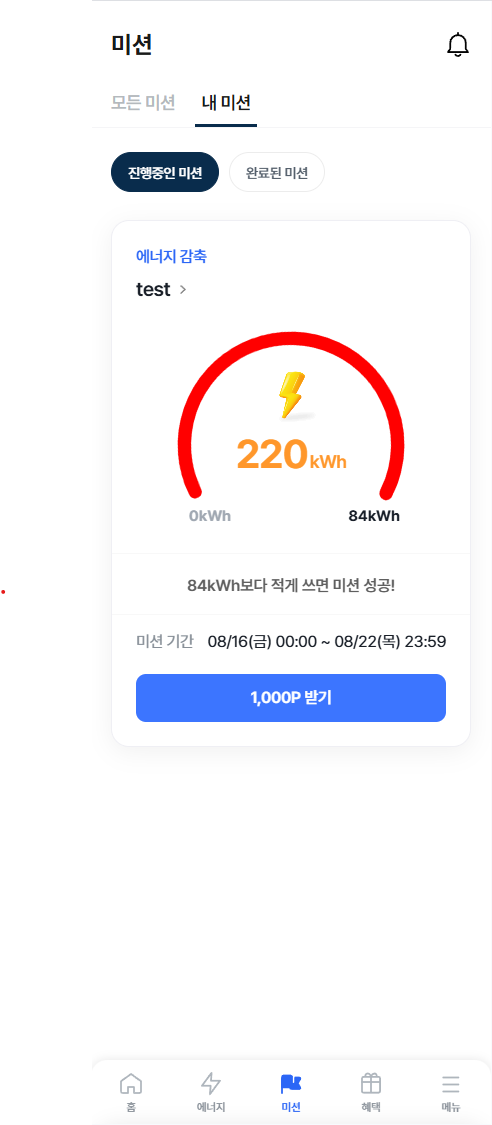 미션
모든 미션 내 미션
진행중인 미션 완료된 미션
에너지 감축
test >
220kWh
0kWh 84kWh
84kWh보다 적게 쓰면 미션 성공!
미션 기간 08/16(금) 00:00 ~ 08/22(목) 23:59
1,000P 받기
홈 에너지 미션 혜택 메뉴